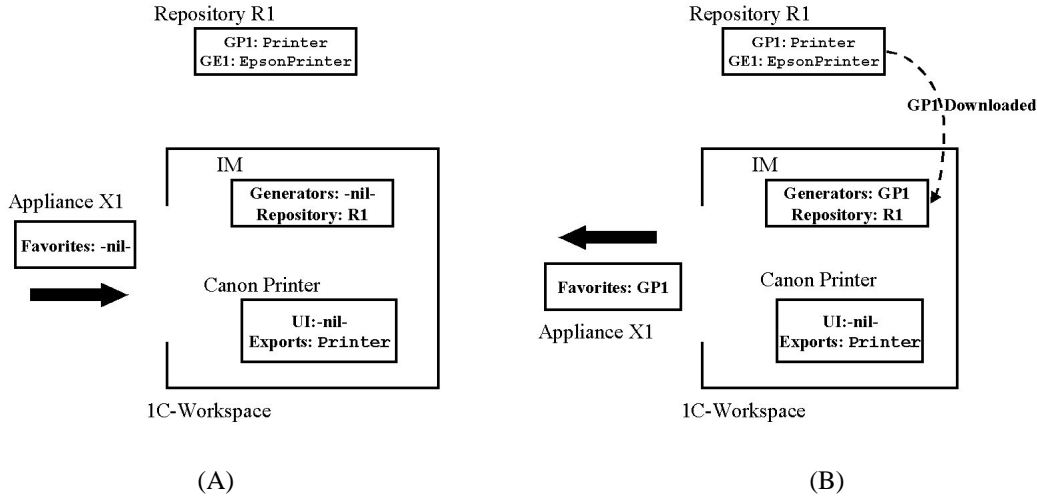 Repository R1
GP1: Printer
GE1: EpsonPrinter
IM
Generators: -nil-
Repository: R1
Appliance X1
Favorites: -nil-
Canon Printer
UI:-nil-
Exports: Printer
1C-Workspace
(A)
Repository R1
GP1: Printer
GE1: EpsonPrinter
GP1 Downloaded
IM
Generators: GP1
Repository: R1
Favorites: GP1
Appliance X1
Canon Printer
UI:-nil-
Exports: Printer
1C-Workspace
(B)